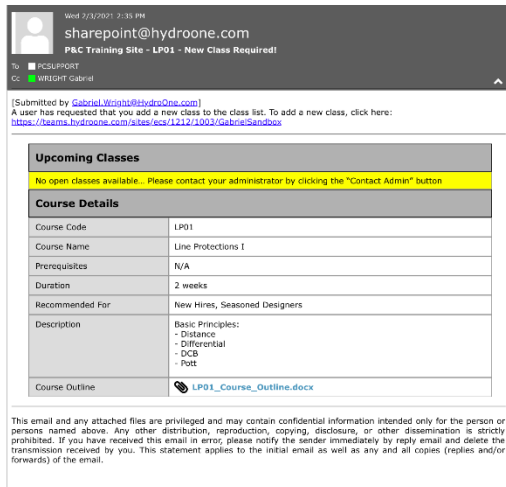 Wed 2/3/2021 2:35 PM
sharepoint@hydroone.com
P&C Training Site - LP01 - New Class Required!
To PCSUPPORT
Cc WRIGHT Gabriel
[Submitted by Gabriel.Wright@HydroOne.com]
A user has requested that you add a new class to the class list. To add a new class, click here:
https://teams.hydroone.com/sites/ecs/1212/1003/GabrielSandbox
Upcoming Classes
No open classes available... Please contact your administrator by clicking the "Contact Admin" button
Course Details
Course Code LP01
Course Name Line Protections I
Prerequisites N/A
Duration 2 weeks
Recommended For New Hires, Seasoned Designers
Description Basic Principles:
- Distance
- Differential
- DCB
- Pott
Course Outline LP01_Course_Outline.docx
This email and any attached files are privileged and may contain confidential information intended only for the person or
persons named above. Any other distribution, reproduction, copying, disclosure, or other dissemination is strictly
prohibited. If you have received this email in error, please notify the sender immediately by reply email and delete the
transmission received by you. This statement applies to the initial email as well as any and all copies (replies and/or
forwards) of the email.